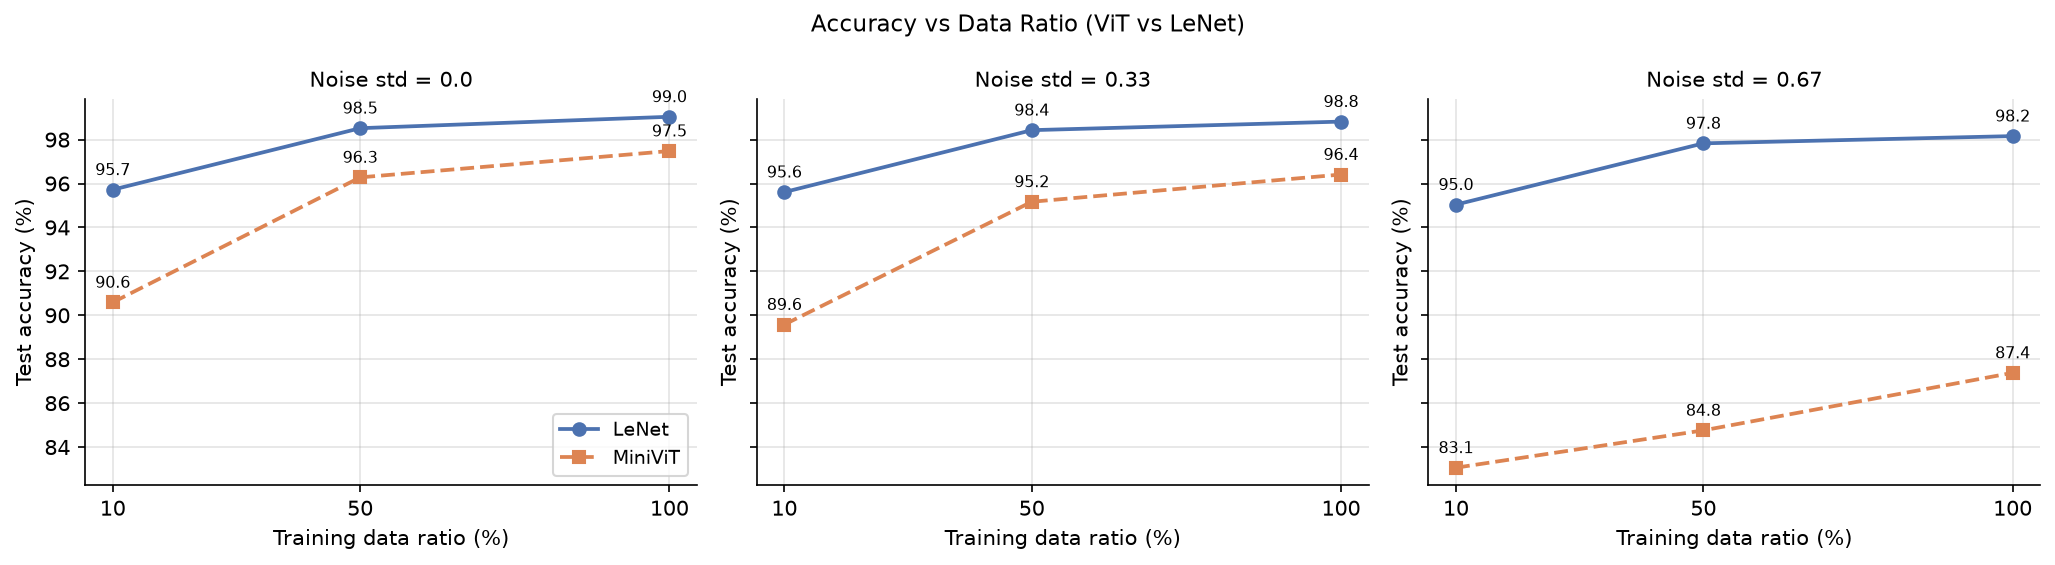 Accuracy vs Data Ratio (ViT vs LeNet)
Noise std = 0.0
Test accuracy (%)
98
96
94
92
90
88
86
84
95.7
98.5
99.0
90.6
96.3
97.5
LeNet
MiniViT
10
50
100
Training data ratio (%)
Noise std = 0.33
Test accuracy (%)
95.6
98.4
98.8
89.6
95.2
96.4
10
50
100
Training data ratio (%)
Noise std = 0.67
Test accuracy (%)
95.0
97.8
98.2
83.1
84.8
87.4
10
50
100
Training data ratio (%)